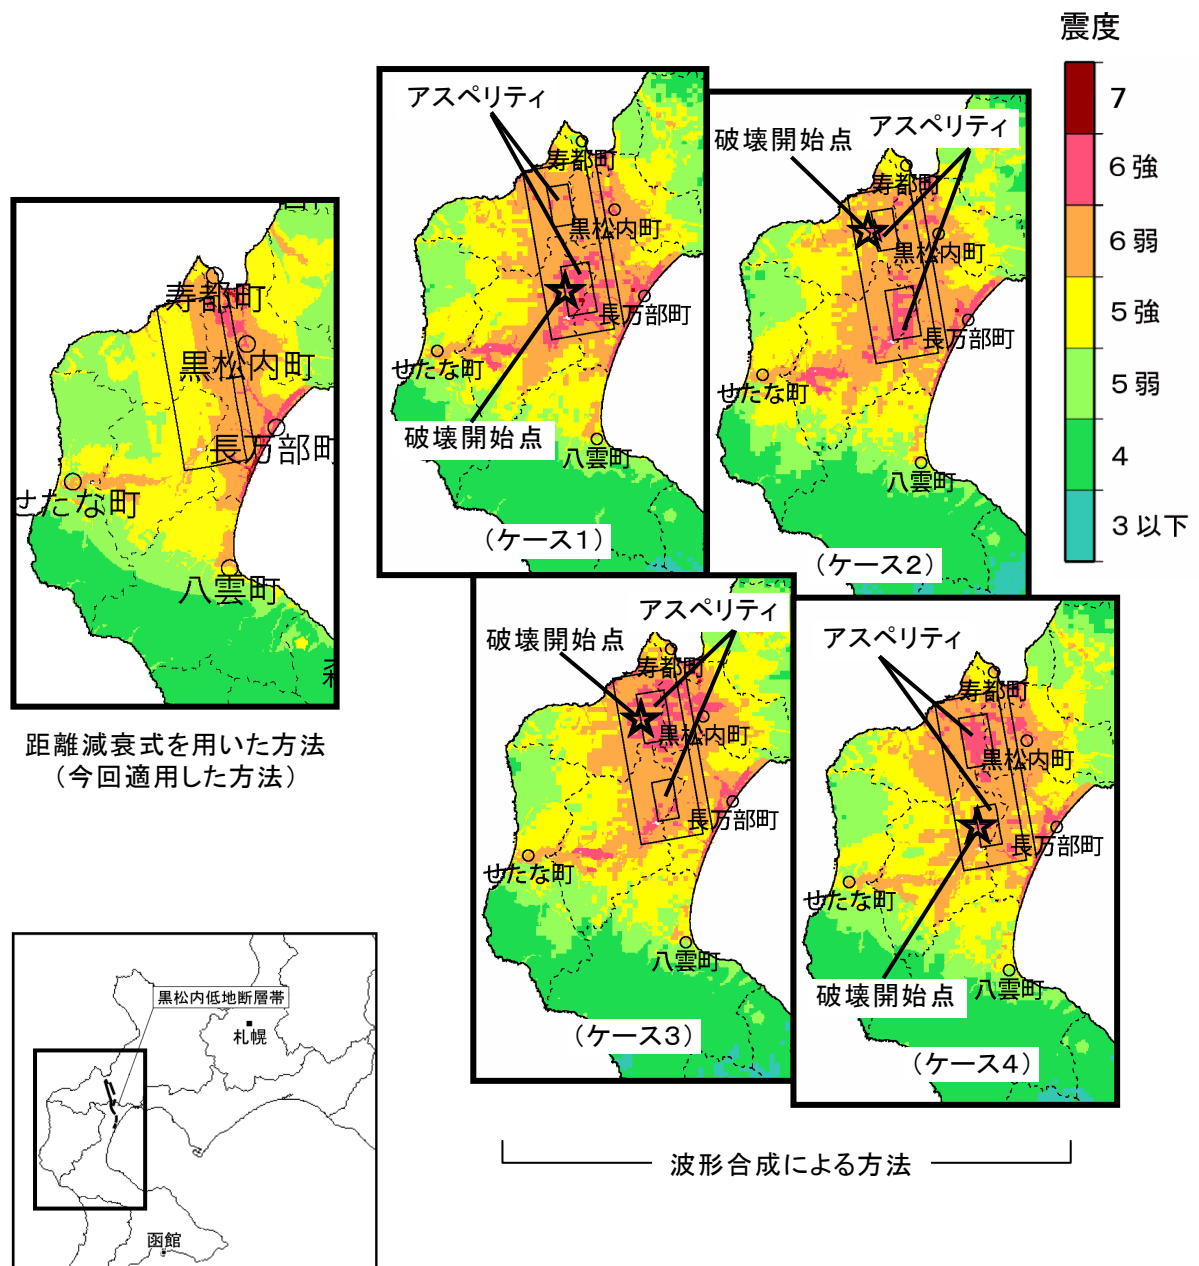 震度
7
6強
6弱
5強
5弱
4
3以下
寿都町
黒松内町
長万部町
せたな町
八雲町
距離減衰式を用いた方法
（今回適用した方法）
アスペリティ
寿都町
黒松内町
長万部町
せたな町
破壊開始点
八雲町
（ケース1）
アスペリティ
破壊開始点
寿都町
黒松内町
長万部町
せたな町
八雲町
（ケース2）
アスペリティ
破壊開始点
寿都町
黒松内町
長万部町
せたな町
八雲町
（ケース3）
アスペリティ
寿都町
黒松内町
長万部町
せたな町
破壊開始点
八雲町
（ケース4）
波形合成による方法
黒松内低地断層帯
札幌
函館